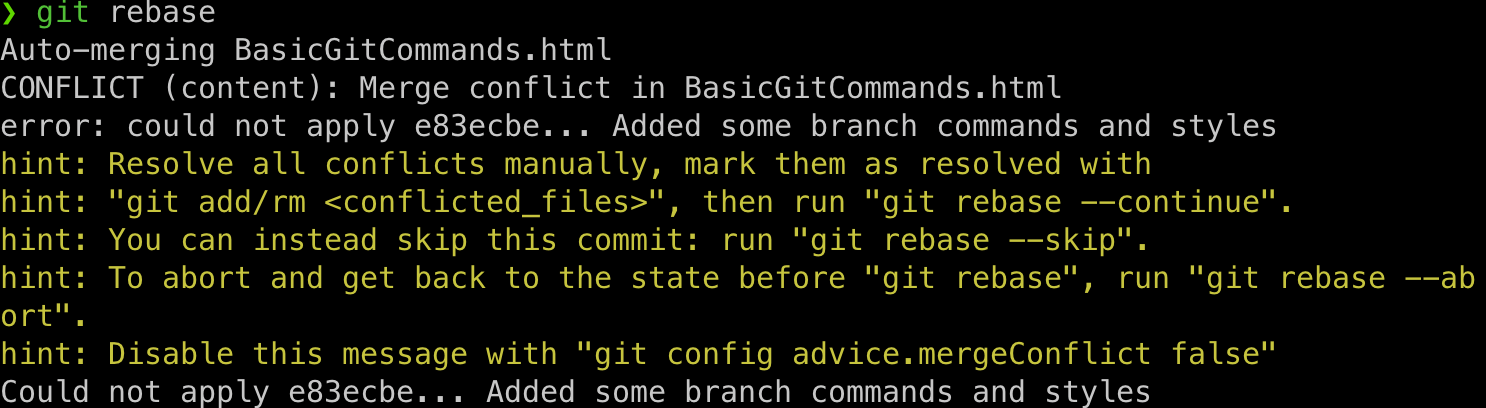 ❯ git rebase
Auto-merging BasicGitCommands.html
CONFLICT (content): Merge conflict in BasicGitCommands.html
error: could not apply e83ecbe... Added some branch commands and styles
hint: Resolve all conflicts manually, mark them as resolved with
hint: "git add/rm <conflicted_files>", then run "git rebase --continue".
hint: You can instead skip this commit: run "git rebase --skip".
hint: To abort and get back to the state before "git rebase", run "git rebase --ab
ort".
hint: Disable this message with "git config advice.mergeConflict false"
Could not apply e83ecbe... Added some branch commands and styles